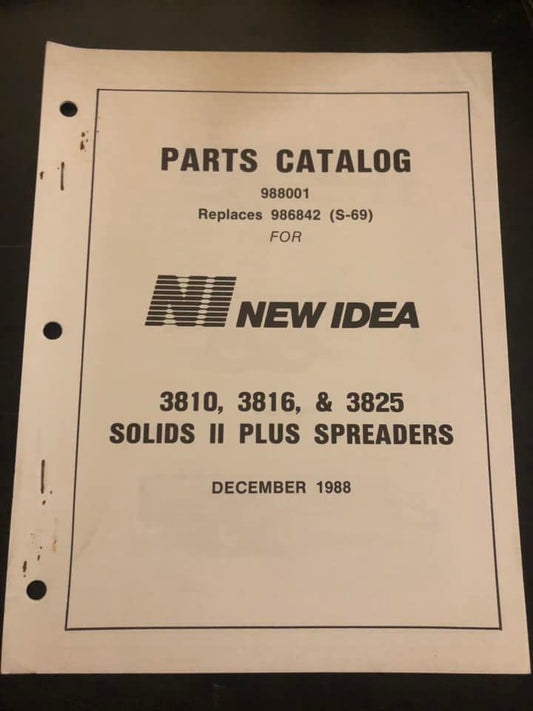 PARTS CATALOG
988001
Replaces 986842 (S-69)
FOR
NI NEW IDEA
3810, 3816, & 3825
SOLIDS II PLUS SPREADERS
DECEMBER 1988